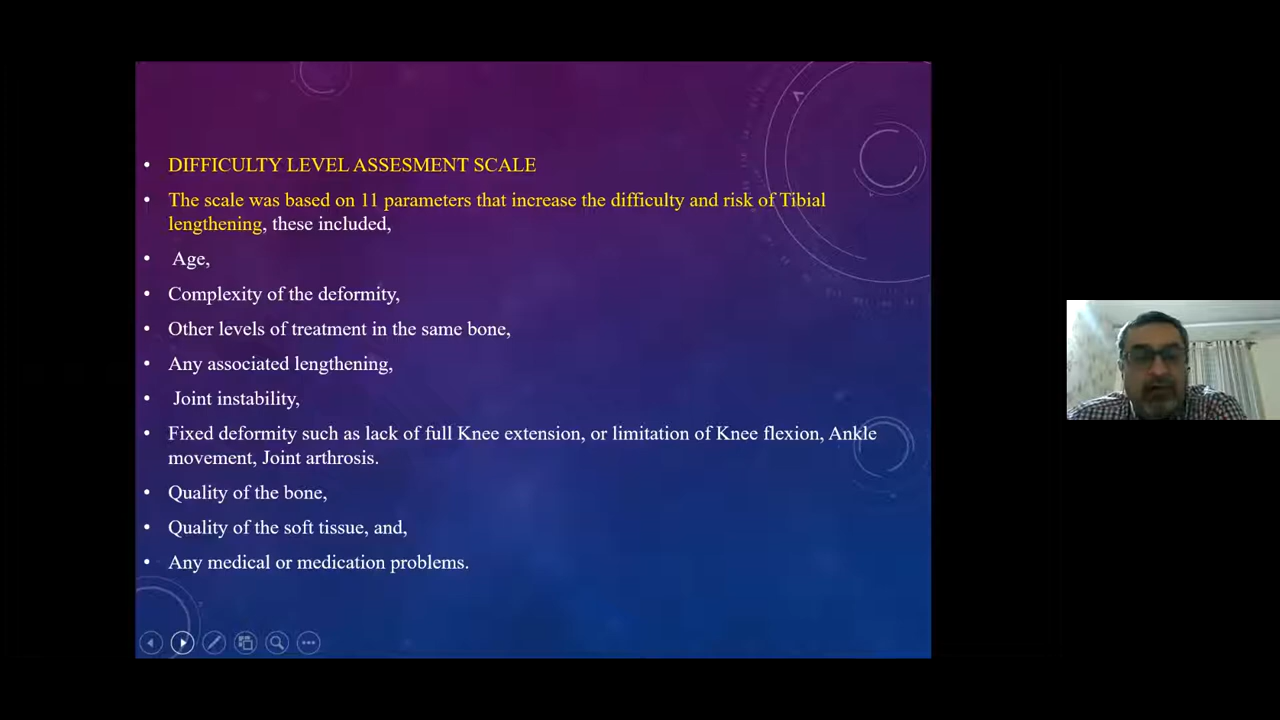 • DIFFICULTY LEVEL ASSESMENT SCALE
• The scale was based on 11 parameters that increase the difficulty and risk of Tibial
lengthening, these included,
• Age,
• Complexity of the deformity,
• Other levels of treatment in the same bone,
• Any associated lengthening,
• Joint instability,
• Fixed deformity such as lack of full Knee extension, or limitation of Knee flexion, Ankle
movement, Joint arthrosis.
• Quality of the bone,
• Quality of the soft tissue, and,
• Any medical or medication problems.